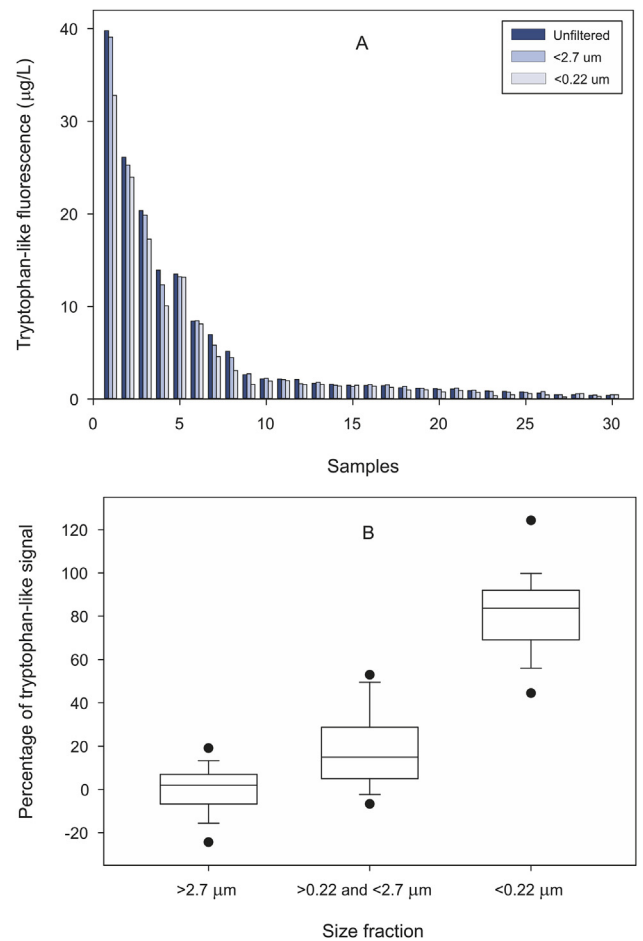 A
Unfiltered
<2.7 um
<0.22 um
Tryptophan-like fluorescence (µg/L)
40
30
20
10
0
0 5 10 15 20 25 30
Samples
B
Percentage of tryptophan-like signal
120
100
80
60
40
20
0
-20
>2.7 µm >0.22 and <2.7 µm <0.22 µm
Size fraction